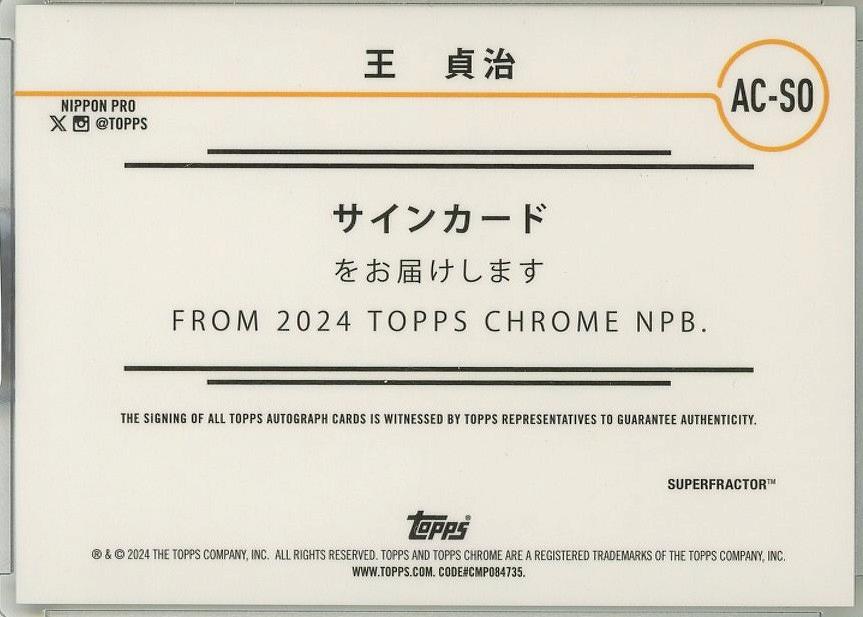 王 貞治
AC-SO
NIPPON PRO
@TOPPS
サインカード
をお届けします
FROM 2024 TOPPS CHROME NPB.
THE SIGNING OF ALL TOPPS AUTOGRAPH CARDS IS WITNESSED BY TOPPS REPRESENTATIVES TO GUARANTEE AUTHENTICITY.
SUPERFRACTOR™
topps®
® & © 2024 THE TOPPS COMPANY, INC. ALL RIGHTS RESERVED. TOPPS AND TOPPS CHROME ARE A REGISTERED TRADEMARKS OF THE TOPPS COMPANY, INC.
WWW.TOPPS.COM. CODE#CMP084735.